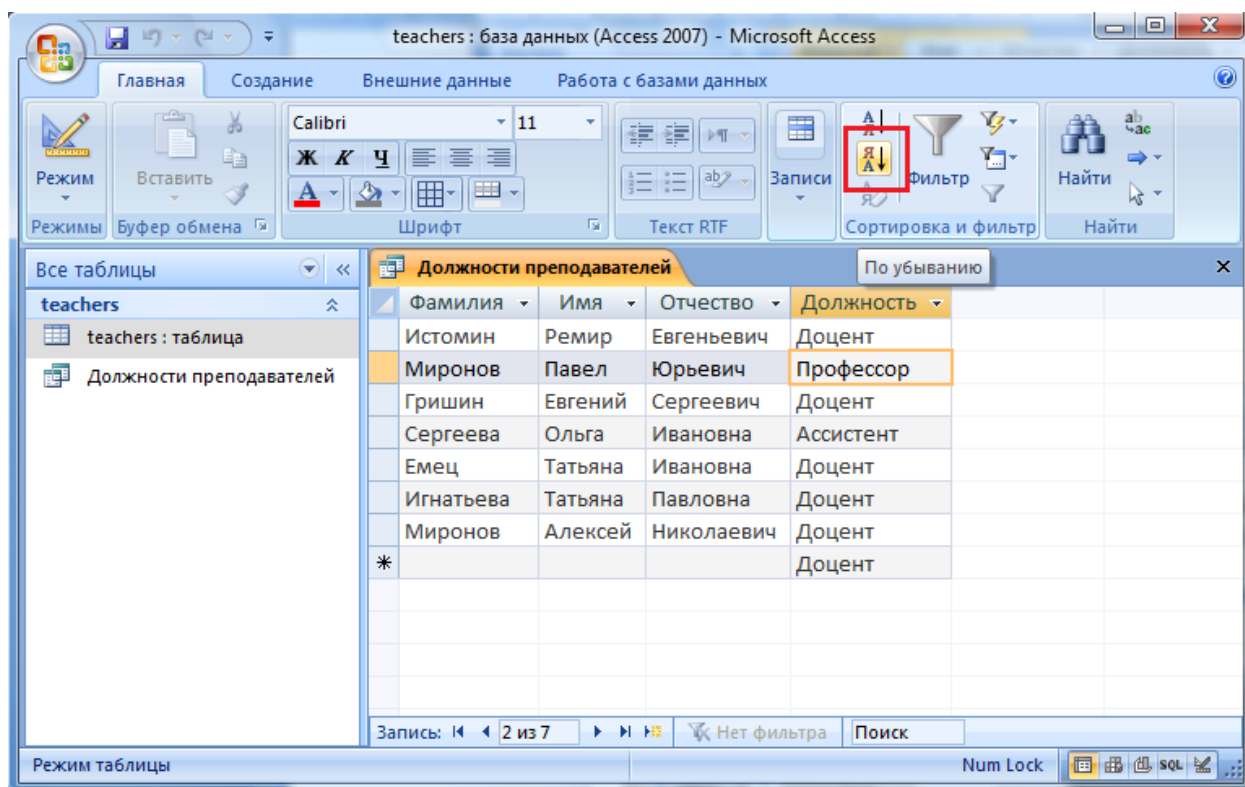 teachers : база данных (Access 2007) - Microsoft Access
Главная Создание Внешние данные Работа с базами данных
Calibri 11
Ж К Ч
Режим Вставить Записи Фильтр Найти
Режимы Буфер обмена Шрифт Текст RTF Сортировка и фильтр Найти
Все таблицы Должности преподавателей По убыванию
teachers Фамилия Имя Отчество Должность
teachers : таблица Истомин Ремир Евгеньевич Доцент
Должности преподавателей Миронов Павел Юрьевич Профессор
Гришин Евгений Сергеевич Доцент
Сергеева Ольга Ивановна Ассистент
Емец Татьяна Ивановна Доцент
Игнатьева Татьяна Павловна Доцент
Миронов Алексей Николаевич Доцент
Доцент
Запись: 2 из 7 Нет фильтра Поиск
Режим таблицы Num Lock SQL